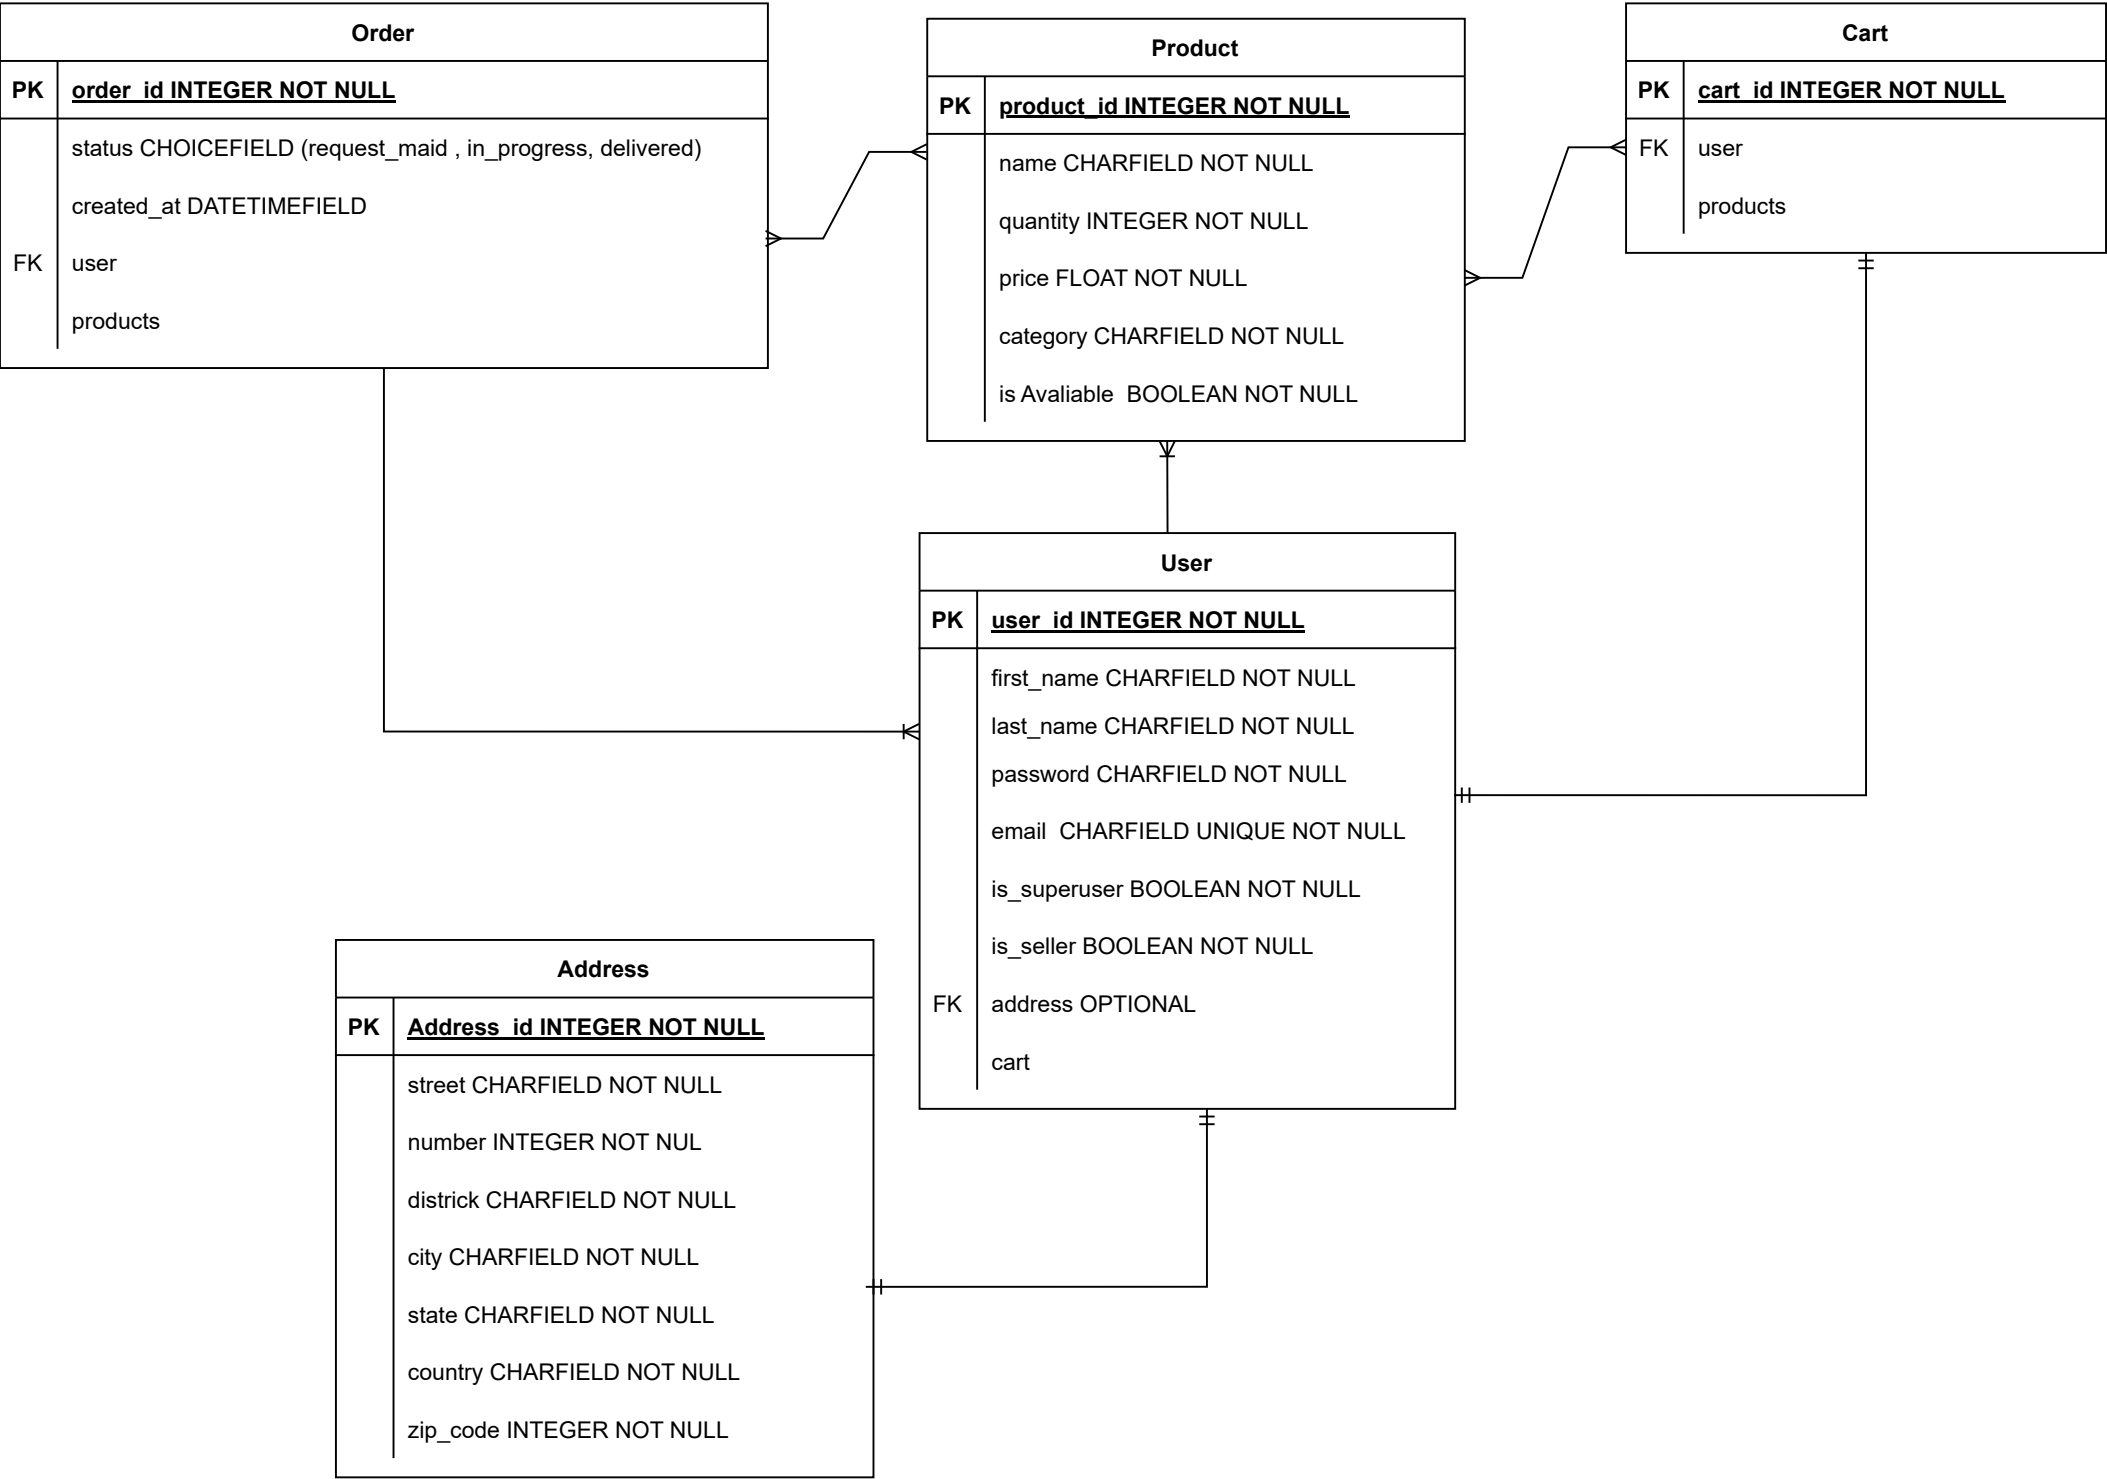 Order
PK order_id INTEGER NOT NULL
status CHOICEFIELD (request_maid , in_progress, delivered)
created_at DATETIMEFIELD
FK user
products
Product
PK product_id INTEGER NOT NULL
name CHARFIELD NOT NULL
quantity INTEGER NOT NULL
price FLOAT NOT NULL
category CHARFIELD NOT NULL
is Avaliable  BOOLEAN NOT NULL
Cart
PK cart_id INTEGER NOT NULL
FK user
products
User
PK user_id INTEGER NOT NULL
first_name CHARFIELD NOT NULL
last_name CHARFIELD NOT NULL
password CHARFIELD NOT NULL
email  CHARFIELD UNIQUE NOT NULL
is_superuser BOOLEAN NOT NULL
is_seller BOOLEAN NOT NULL
FK address OPTIONAL
cart
Address
PK Address_id INTEGER NOT NULL
street CHARFIELD NOT NULL
number INTEGER NOT NUL
districk CHARFIELD NOT NULL
city CHARFIELD NOT NULL
state CHARFIELD NOT NULL
country CHARFIELD NOT NULL
zip_code INTEGER NOT NULL